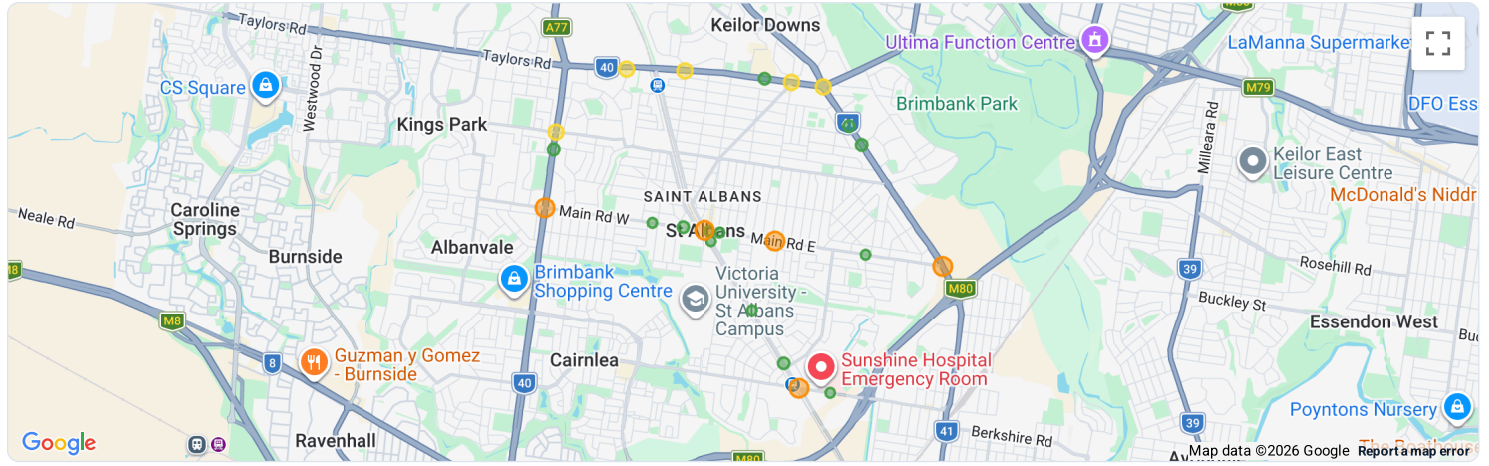 Keilor Downs
Taylors Rd
A77
Ultima Function Centre
LaManna Supermarket
Taylors Rd
40
CS Square
Westwood Dr
M79
DFO Ess
Brimbank Park
Kings Park
41
Milleara Rd
Keilor East
Leisure Centre
McDonald's Niddr
SAINT ALBANS
Neale Rd
Caroline
Springs
Main Rd W
St Albans
Main Rd E
Albanvale
Burnside
Brimbank
Shopping Centre
Victoria
University -
St Albans
Campus
M80
39
Rosehill Rd
Buckley St
Essendon West
M8
8
Guzman y Gomez
- Burnside
Cairnlea
40
Sunshine Hospital
Emergency Room
Poyntons Nursery
39
41
Berkshire Rd
Ravenhall
Google
M80
The Boathouse
Map data ©2026 Google
Report a map error